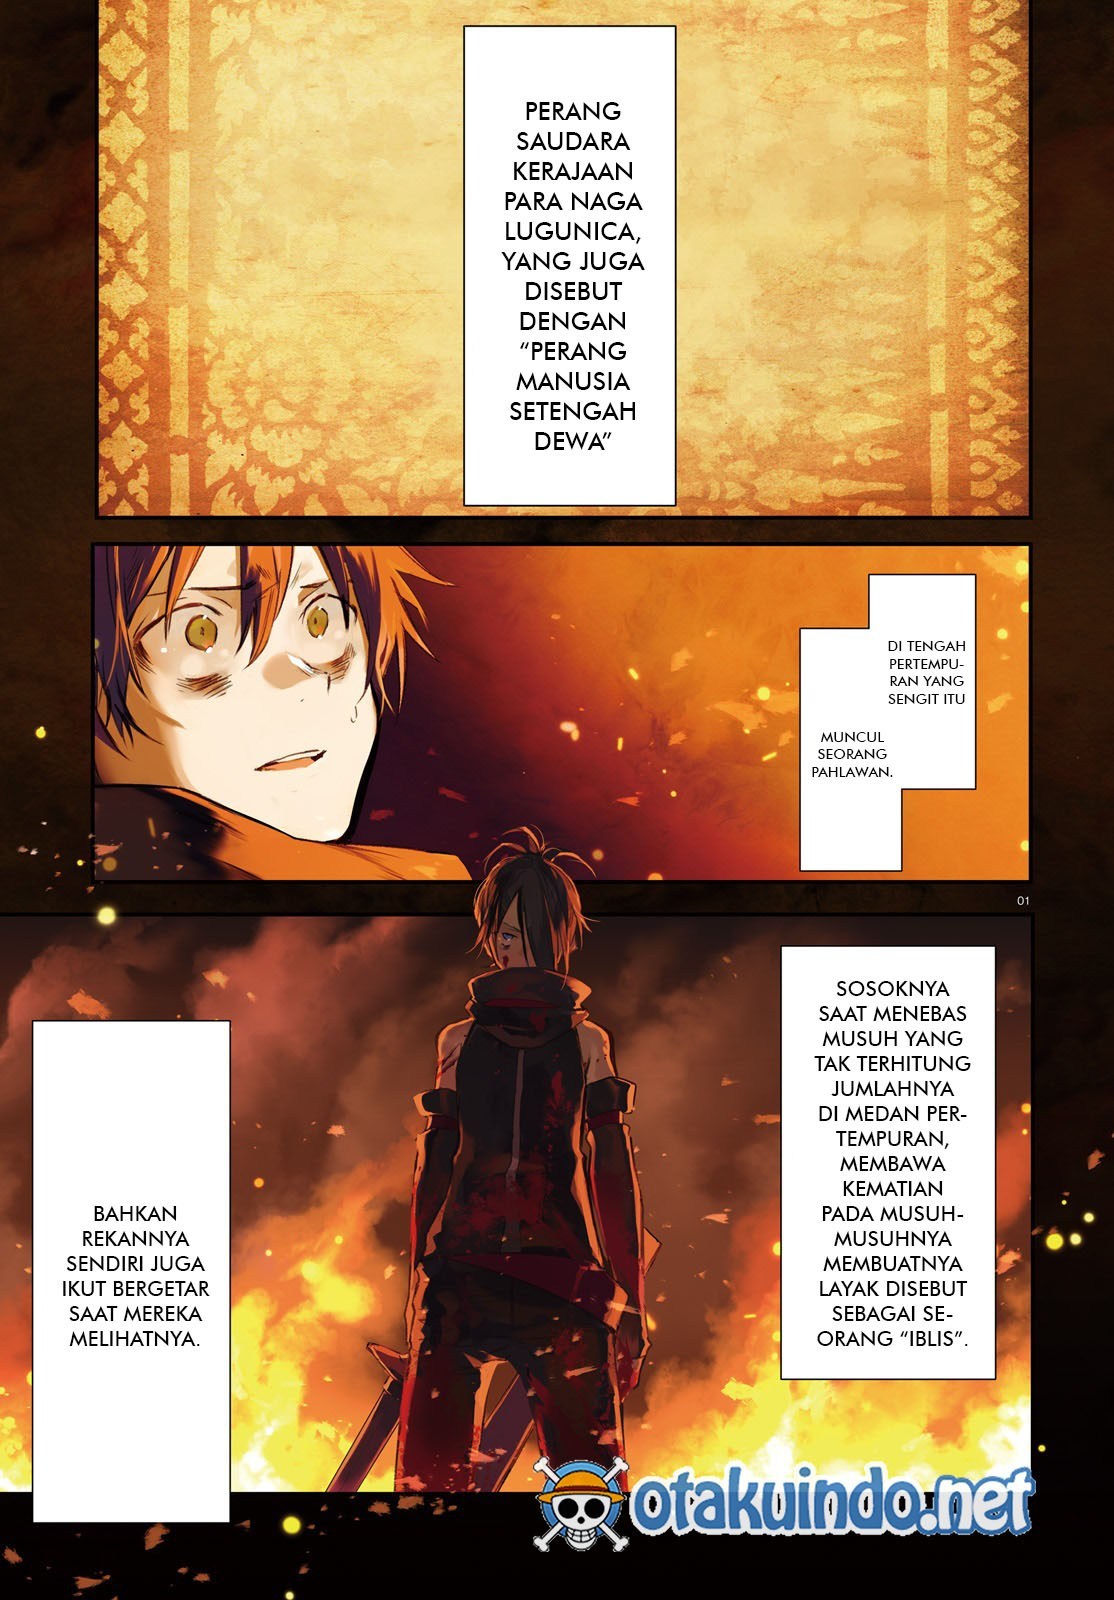 PERANG
SAUDARA
KERAJAAN
PARA NAGA
LUGUNICA,
YANG JUGA
DISEBUT
DENGAN
“PERANG
MANUSIA
SETENGAH
DEWA”
DI TENGAH
PERTEMPU-
RAN YANG
SENGIT ITU
MUNCUL
SEORANG
PAHLAWAN.
01
SOSOKNYA
SAAT MENEBAS
MUSUH YANG
TAK TERHITUNG
JUMLAHNYA
DI MEDAN PER-
TEMPURAN,
MEMBAWA
KEMATIAN
PADA MUSUH-
MUSUHNYA
MEMBUATNYA
LAYAK DISEBUT
SEBAGAI SE-
ORANG “IBLIS”.
BAHKAN
REKANNYA
SENDIRI JUGA
IKUT BERGETAR
SAAT MEREKA
MELIHATNYA.
otakuindo.net